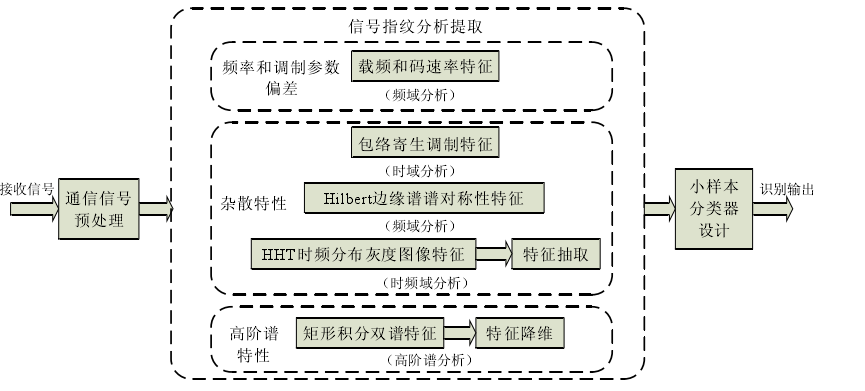 信号指纹分析提取
频率和调制参数
偏差
载频和码速率特征
（频域分析）
接收信号
通信信号
预处理
杂散特性
包络寄生调制特征
（时域分析）
Hilbert边缘谱谱对称性特征
（频域分析）
HHT时频分布灰度图像特征
特征抽取
（时频域分析）
高阶谱
特性
矩形积分双谱特征
特征降维
（高阶谱分析）
小样本
分类器
设计
识别输出